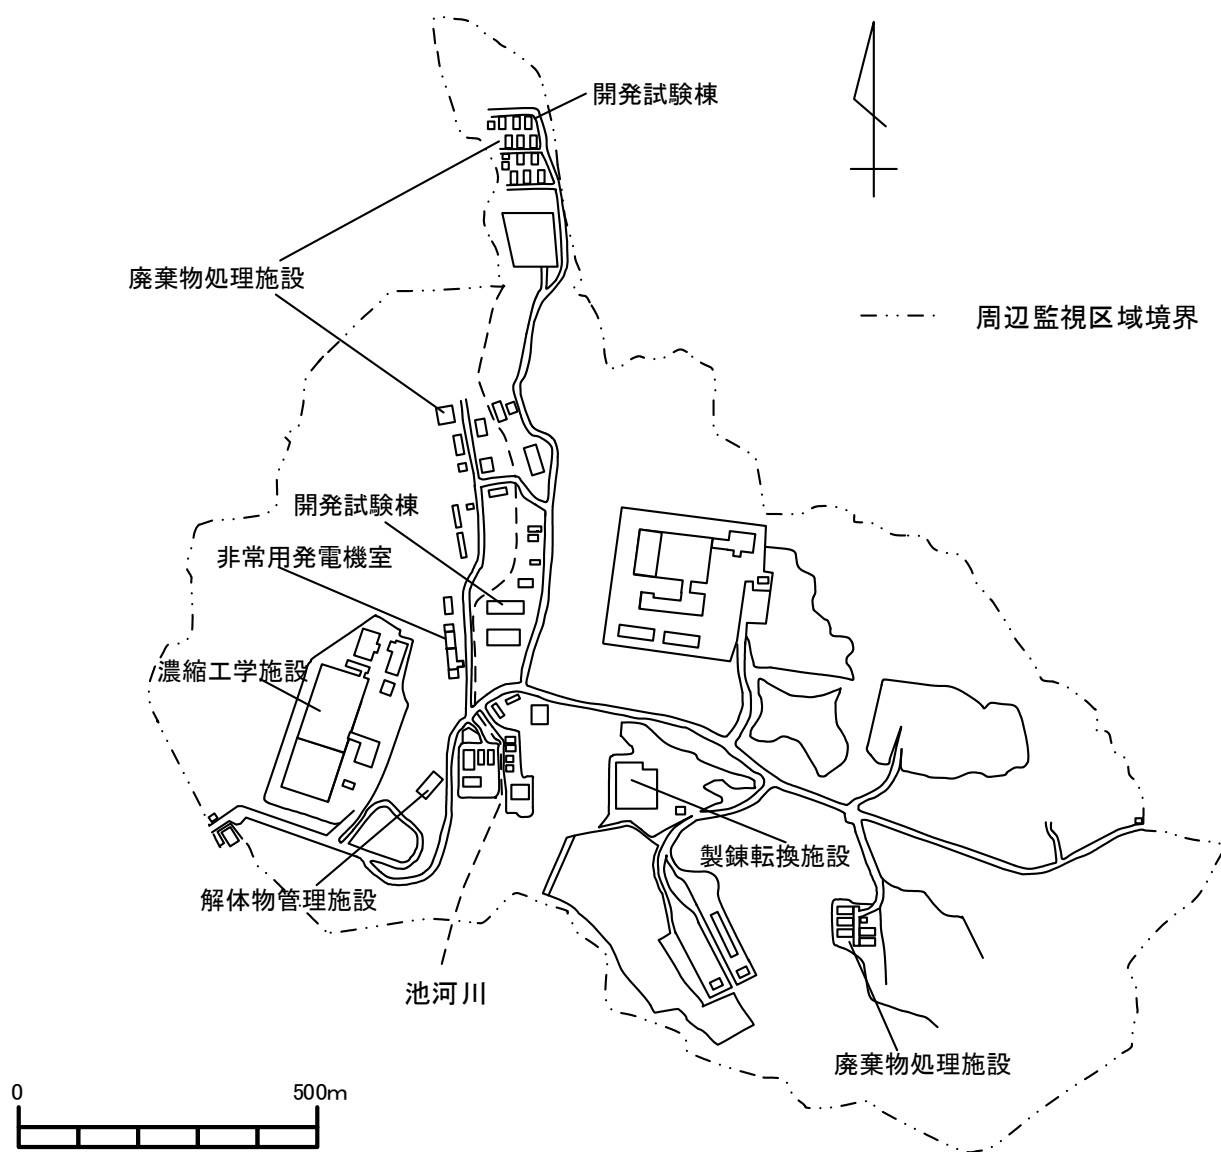 開発試験棟
廃棄物処理施設
周辺監視区域境界
開発試験棟
非常用発電機室
濃縮工学施設
製錬転換施設
解体物管理施設
池河川
廃棄物処理施設
0 500m